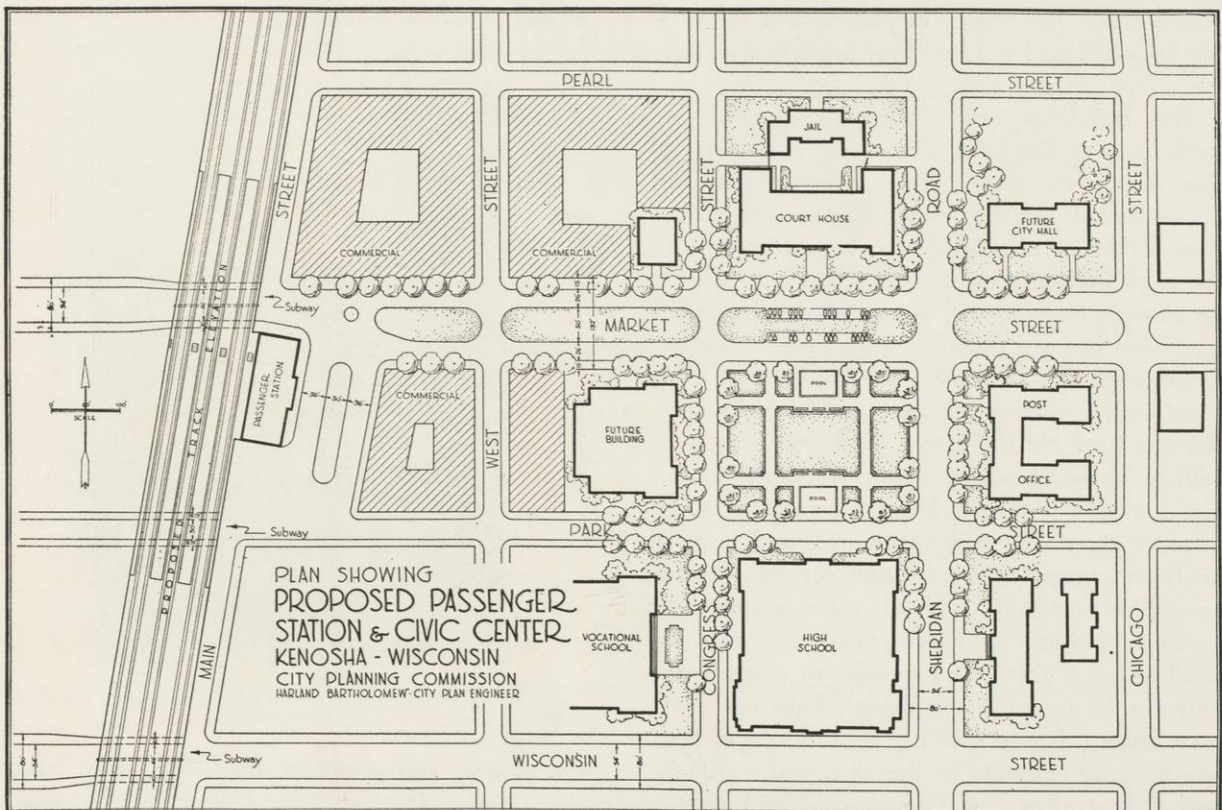 PEARL
STREET
JAIL
STREET
STREET
STREET
ROAD
STREET
COURT HOUSE
FUTURE
CITY HALL
COMMERCIAL
COMMERCIAL
Subway
MARKET
STREET
PROPOSED TRACK ELEVATION
PASSENGER
STATION
COMMERCIAL
POOL
POST
SCALE
WEST
FUTURE
BUILDING
OFFICE
POOL
PARK
STREET
Subway
PLAN SHOWING
PROPOSED PASSENGER
STATION & CIVIC CENTER
KENOSHA - WISCONSIN
CITY PLANNING COMMISSION
HARLAND BARTHOLOMEW - CITY PLAN ENGINEER
MAIN
VOCATIONAL
SCHOOL
CONGRESS
HIGH
SCHOOL
SHERIDAN
CHICAGO
Subway
WISCONSIN
STREET